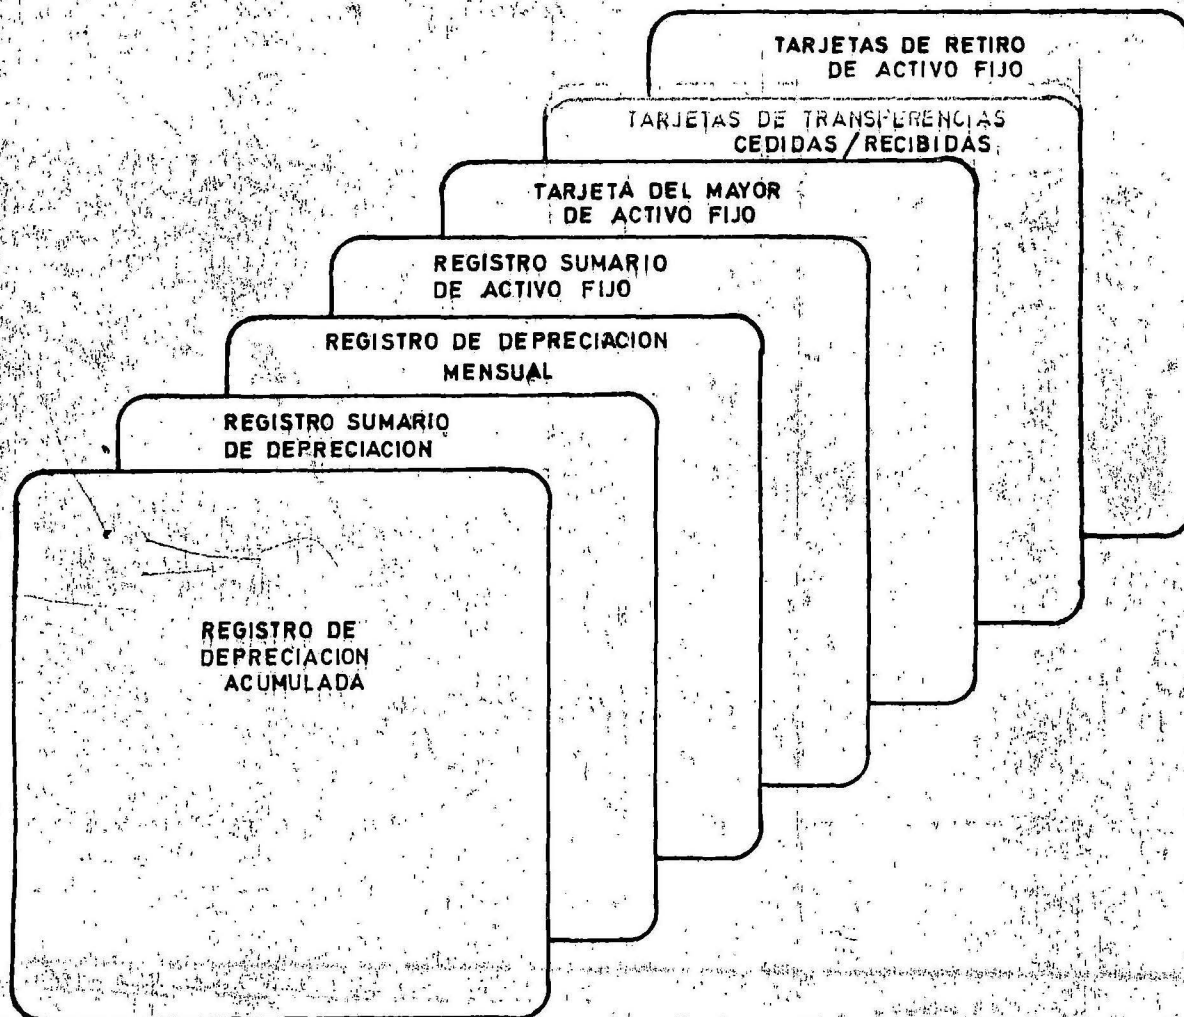 TARJETAS DE RETIRO
DE ACTIVO FIJO
TARJETAS DE TRANSFERENCIAS
CEDIDAS/RECIBIDAS
TARJETA DEL MAYOR
DE ACTIVO FIJO
REGISTRO SUMARIO
DE ACTIVO FIJO
REGISTRO DE DEPRECIACION
MENSUAL
REGISTRO SUMARIO
DE DEPRECIACION
REGISTRO DE
DEPRECIACION
ACUMULADA